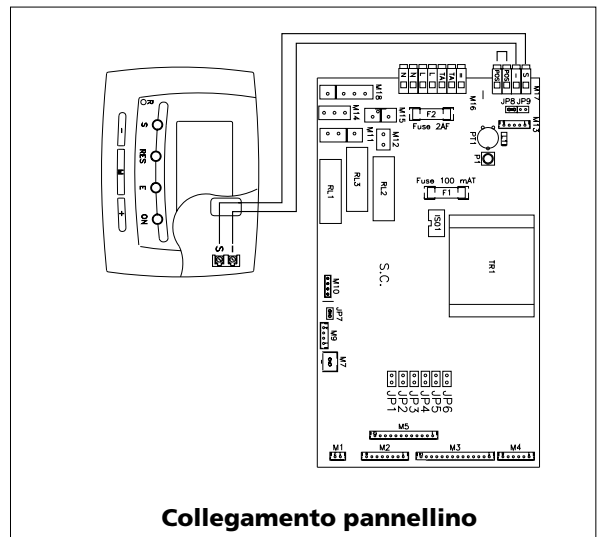 N
N
L
L
TA
TA
=
POS
POS
I
S
M17
M16
JP8
JP9
M13
M18
M14
M15
M11
M12
F2
Fuse 2AF
PT1
P1
Fuse 100 mAT
F1
RL1
RL3
RL2
ISO1
TR1
S.C.
R
S
RES
E
ON
-
M
+
S
I
M10
JP7
M9
M7
JP1
JP2
JP3
JP4
JP5
JP6
M5
M1
M2
M3
M4
Collegamento pannellino